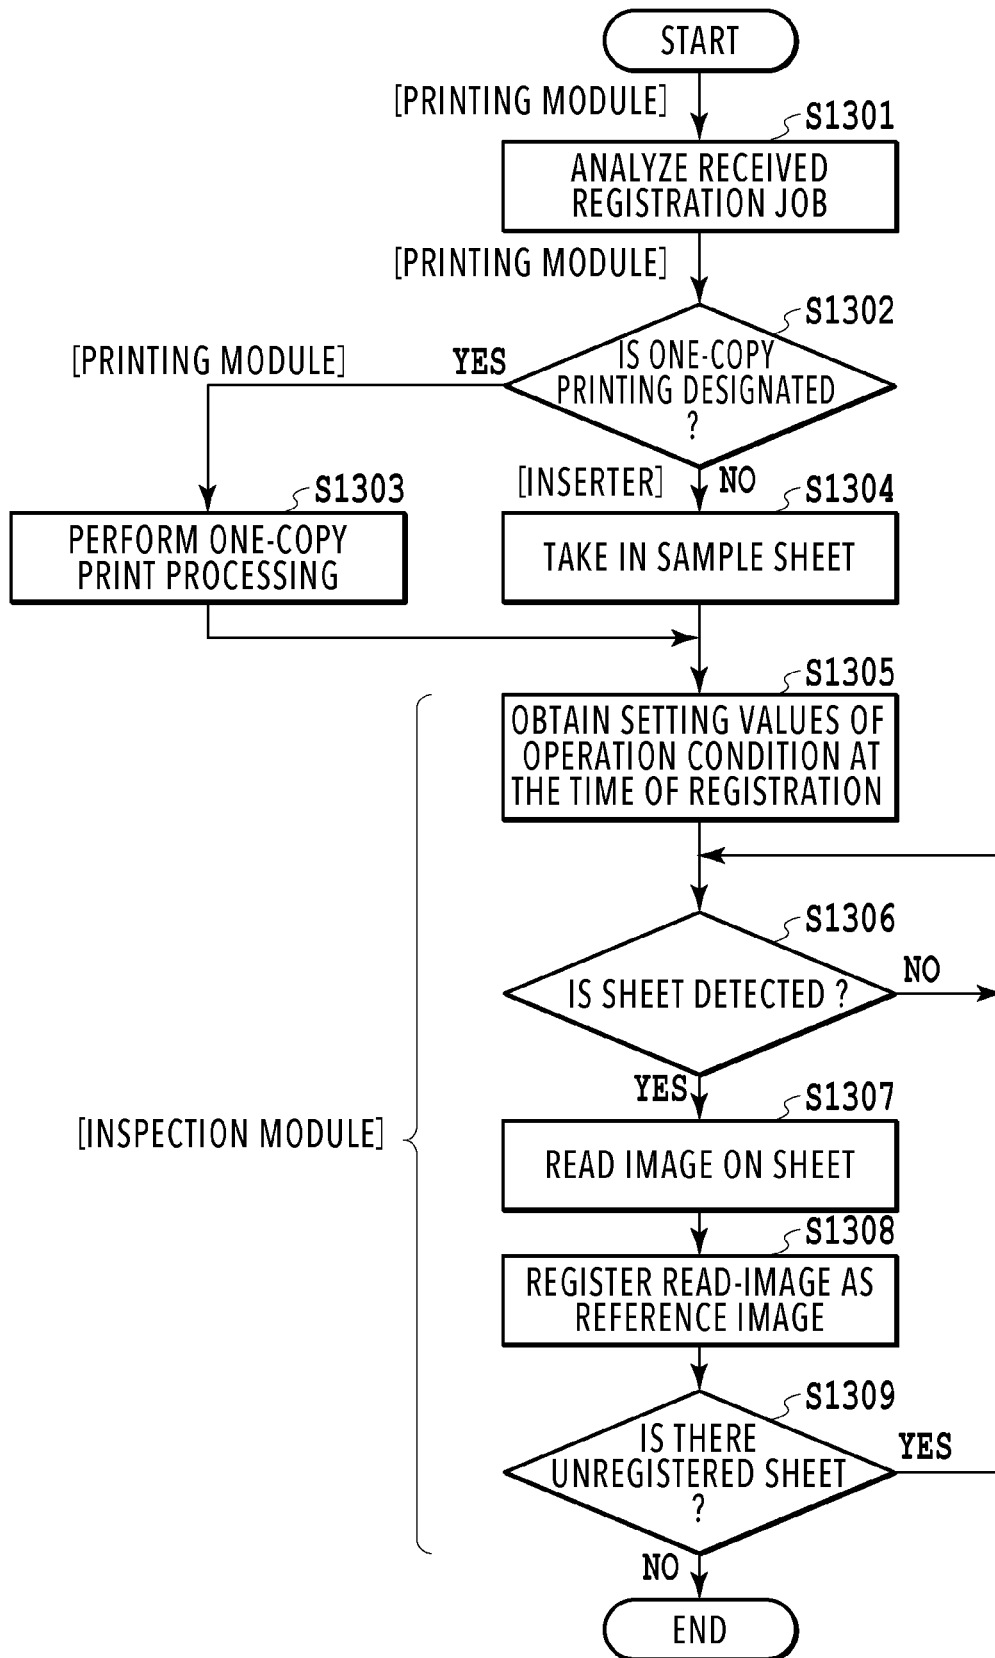 START
[PRINTING MODULE]
S1301
ANALYZE RECEIVED
REGISTRATION JOB
[PRINTING MODULE]
S1302
IS ONE-COPY
PRINTING DESIGNATED
?
YES
[PRINTING MODULE]
S1303
PERFORM ONE-COPY
PRINT PROCESSING
[INSERTER]
NO
S1304
TAKE IN SAMPLE SHEET
S1305
OBTAIN SETTING VALUES OF
OPERATION CONDITION AT
THE TIME OF REGISTRATION
S1306
IS SHEET DETECTED ?
NO
YES
[INSPECTION MODULE]
S1307
READ IMAGE ON SHEET
S1308
REGISTER READ-IMAGE AS
REFERENCE IMAGE
S1309
IS THERE
UNREGISTERED SHEET
?
YES
NO
END